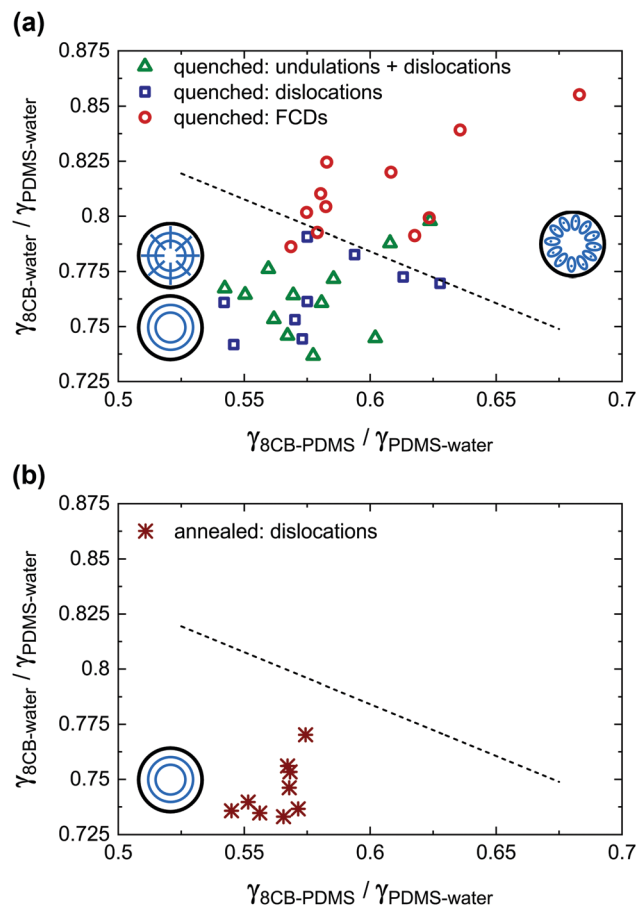 (a)
0.875
0.85
0.825
0.8
0.775
0.75
0.725
γ8CB-water / γPDMS-water
quenched: undulations + dislocations
quenched: dislocations
quenched: FCDs
0.5 0.55 0.6 0.65 0.7
γ8CB-PDMS / γPDMS-water
(b)
0.875
0.85
0.825
0.8
0.775
0.75
0.725
γ8CB-water / γPDMS-water
annealed: dislocations
0.5 0.55 0.6 0.65 0.7
γ8CB-PDMS / γPDMS-water